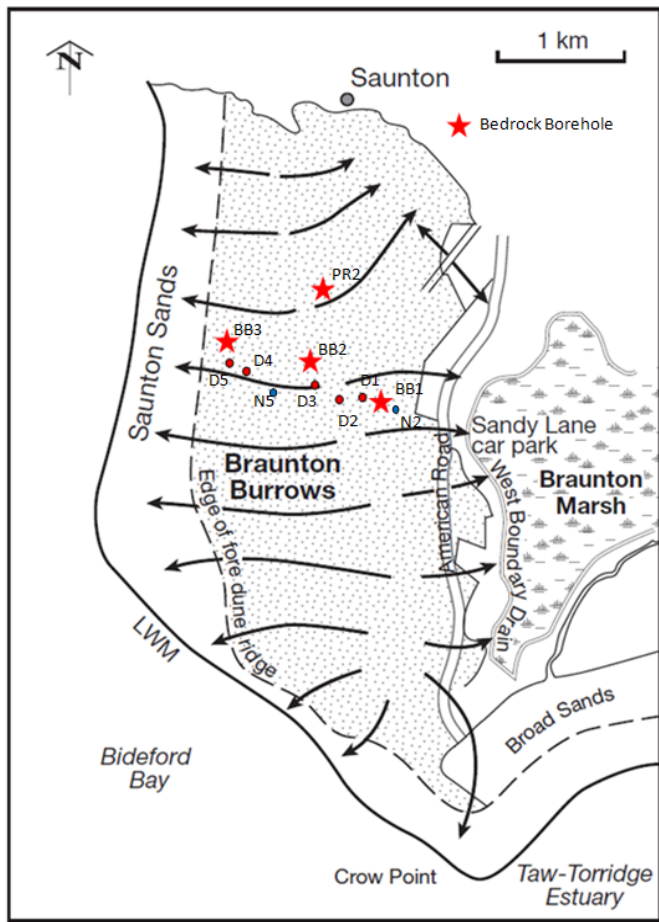 N
1 km
Saunton
Bedrock Borehole
PR2
BB3
BB2
D4
D5
D1
BB1
N5
D3
D2
N2
Saunton Sands
Sandy Lane
car park
Braunton
Burrows
Braunton
Marsh
American Road
West Boundary Drain
Edge of fore dune ridge
LWM
Broad Sands
Bideford
Bay
Crow Point
Taw-Torridge
Estuary